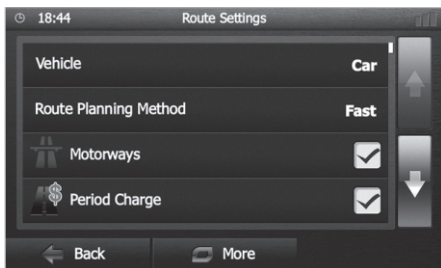 18:44 Route Settings
Vehicle Car
Route Planning Method Fast
Motorways
$ Period Charge
Back More